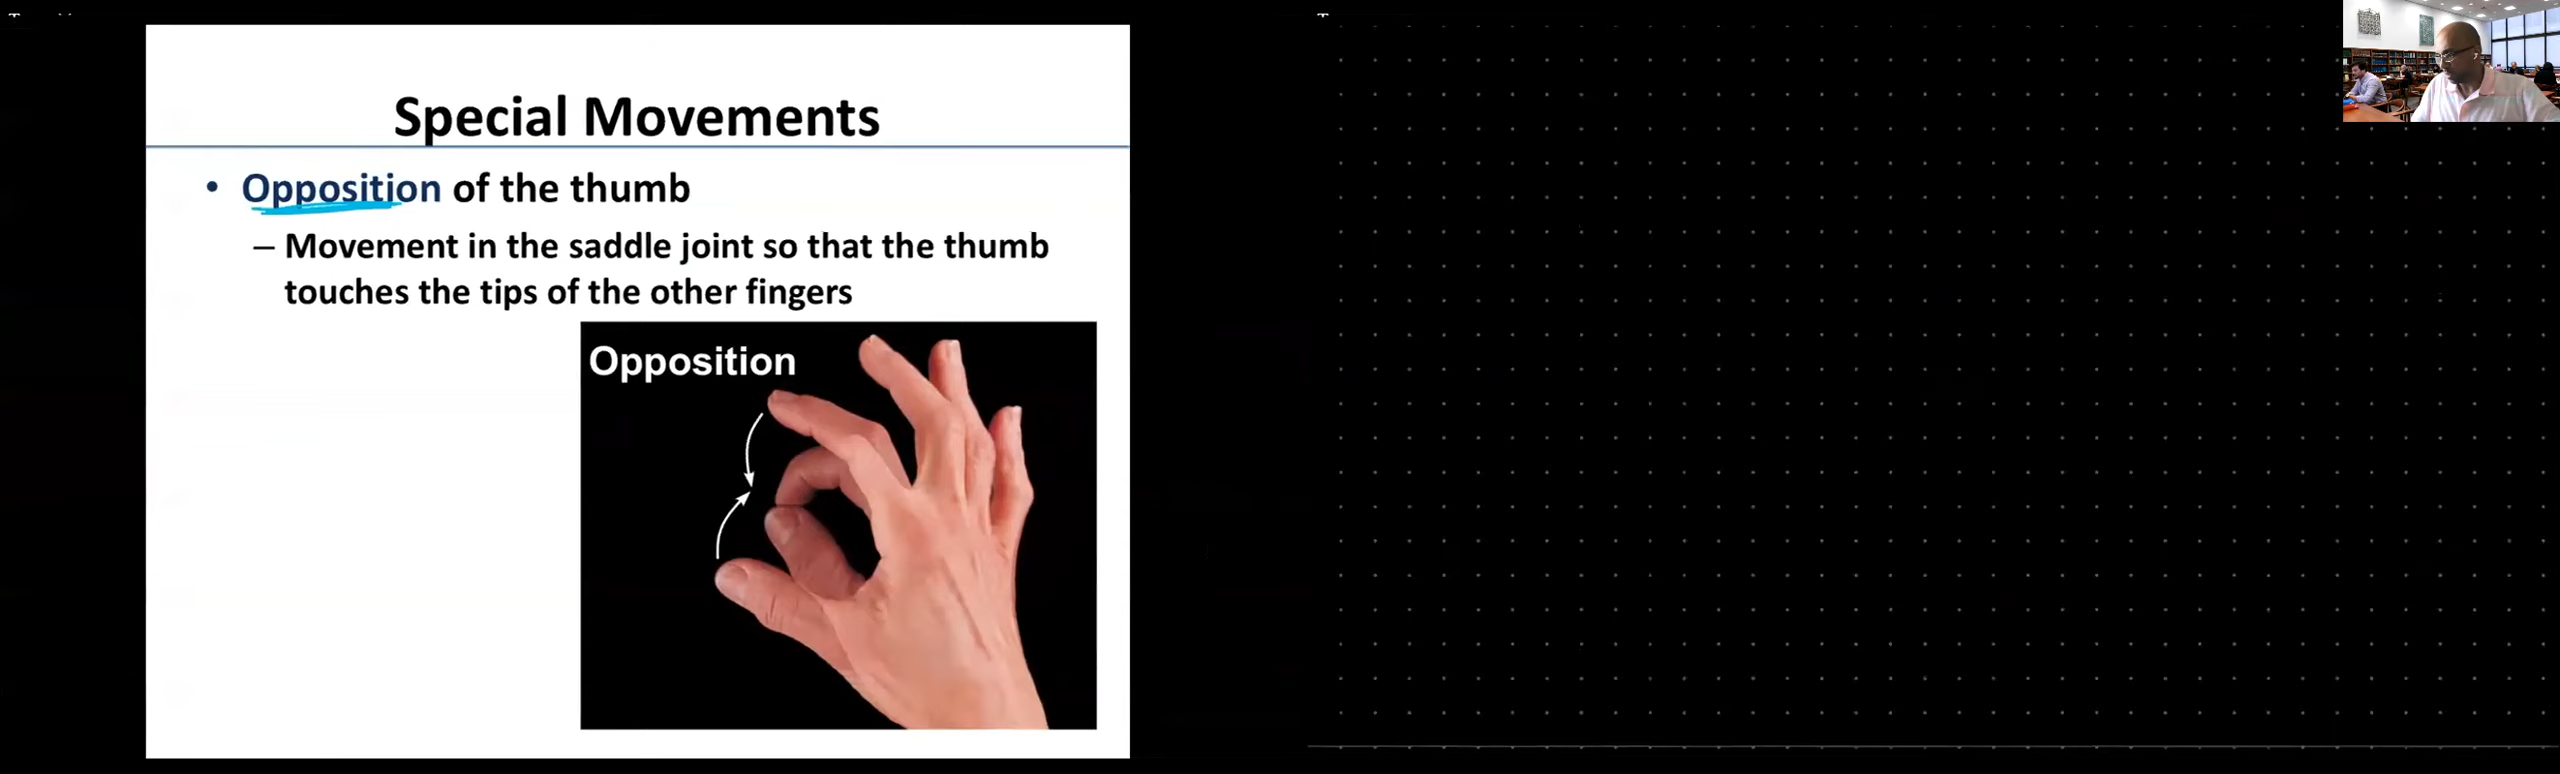 Special Movements
• Opposition of the thumb
– Movement in the saddle joint so that the thumb
touches the tips of the other fingers
Opposition